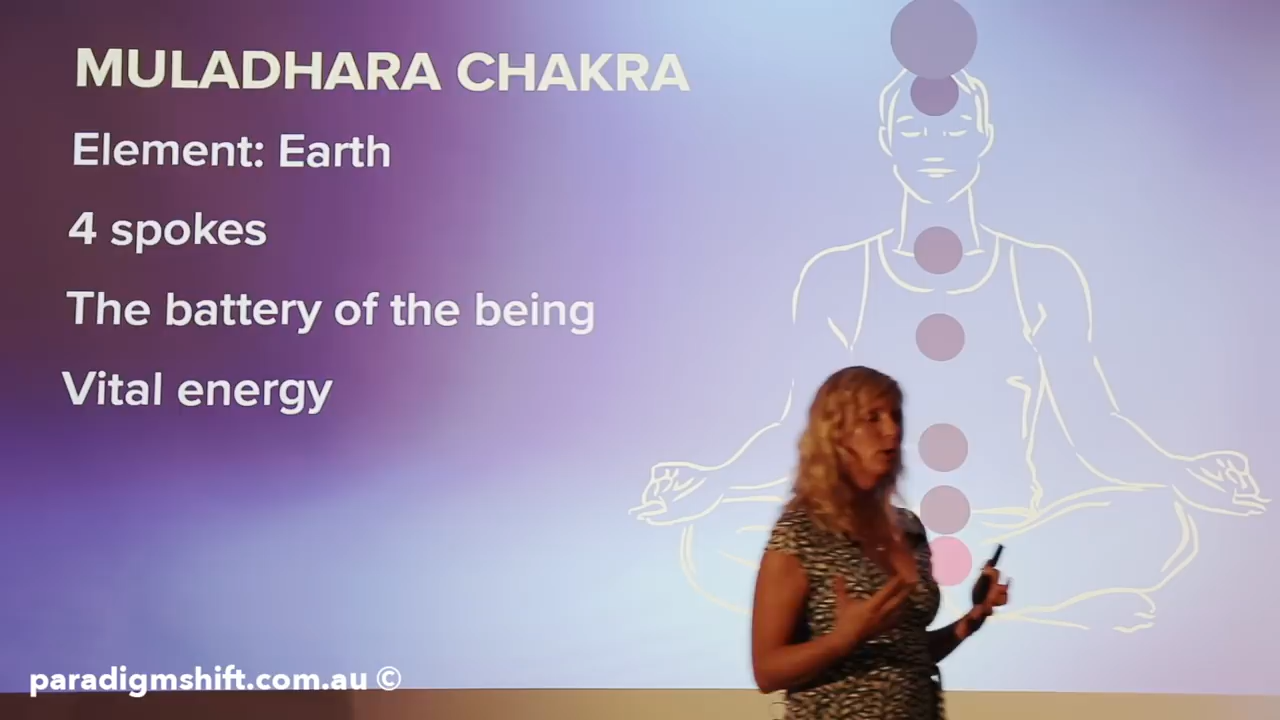 MULADHARA CHAKRA
Element: Earth
4 spokes
The battery of the being
Vital energy
paradigmshift.com.au ©